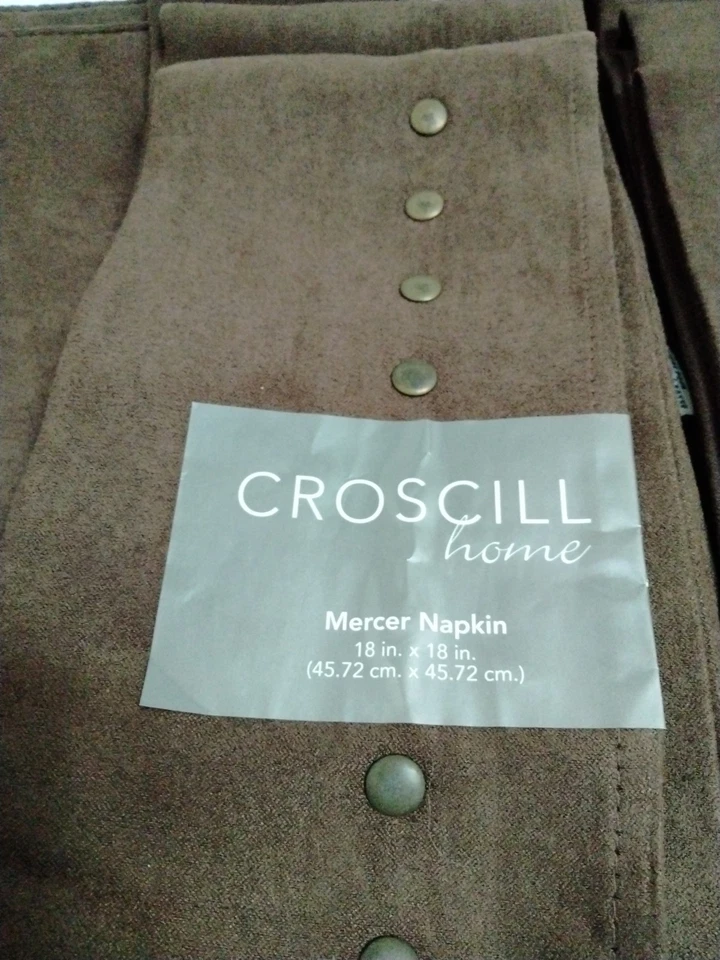 CROSCILL
home
Mercer Napkin
18 in. x 18 in.
(45.72 cm. x 45.72 cm.)